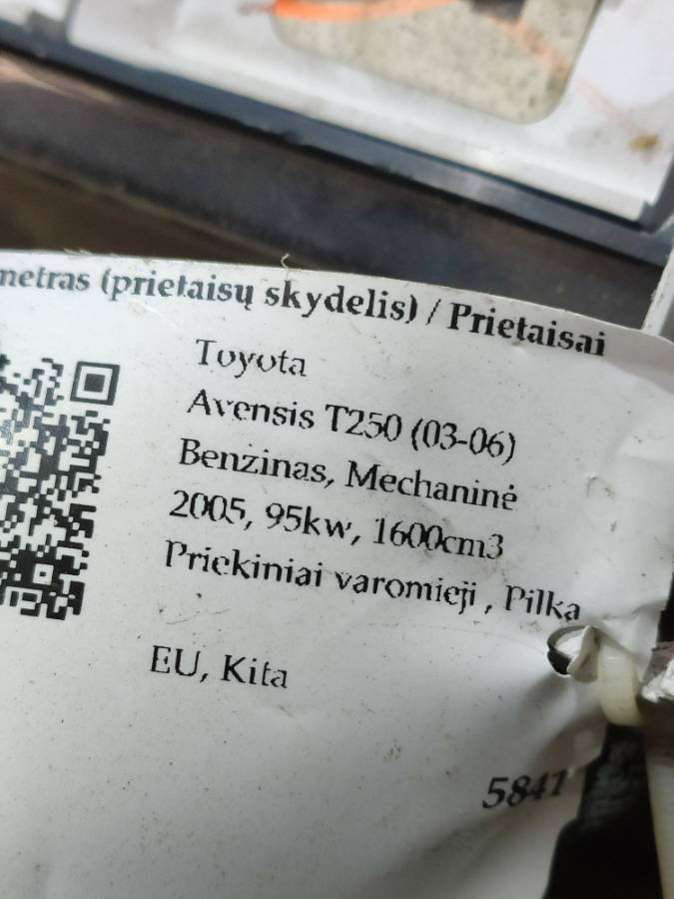 metras (prietaisų skydelis) / Prietaisai
Toyota
Avensis T250 (03-06)
Benzinas, Mechaninė
2005, 95kw, 1600cm3
Priekiniai varomieji , Pilka
EU, Kita
5841